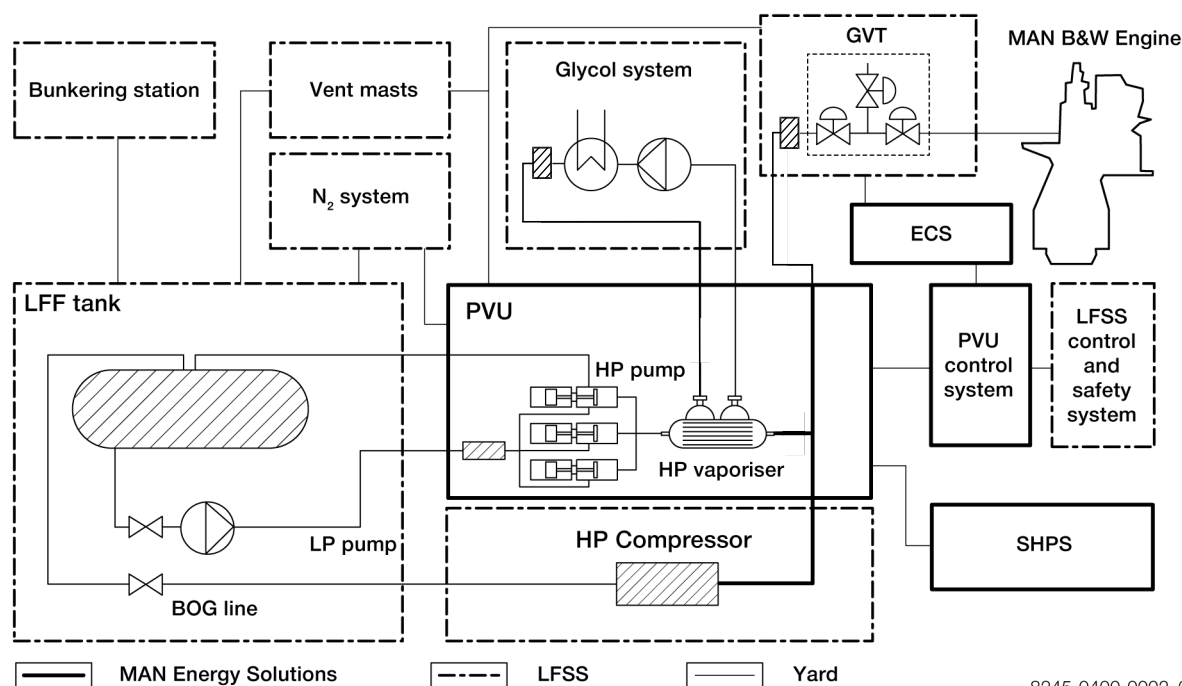 GVT
MAN B&W Engine
Bunkering station
Vent masts
Glycol system
N₂ system
ECS
LFF tank
PVU
PVU
control
system
LFSS
control
and
safety
system
HP pump
HP vaporiser
LP pump
HP Compressor
SHPS
BOG line
MAN Energy Solutions
LFSS
Yard